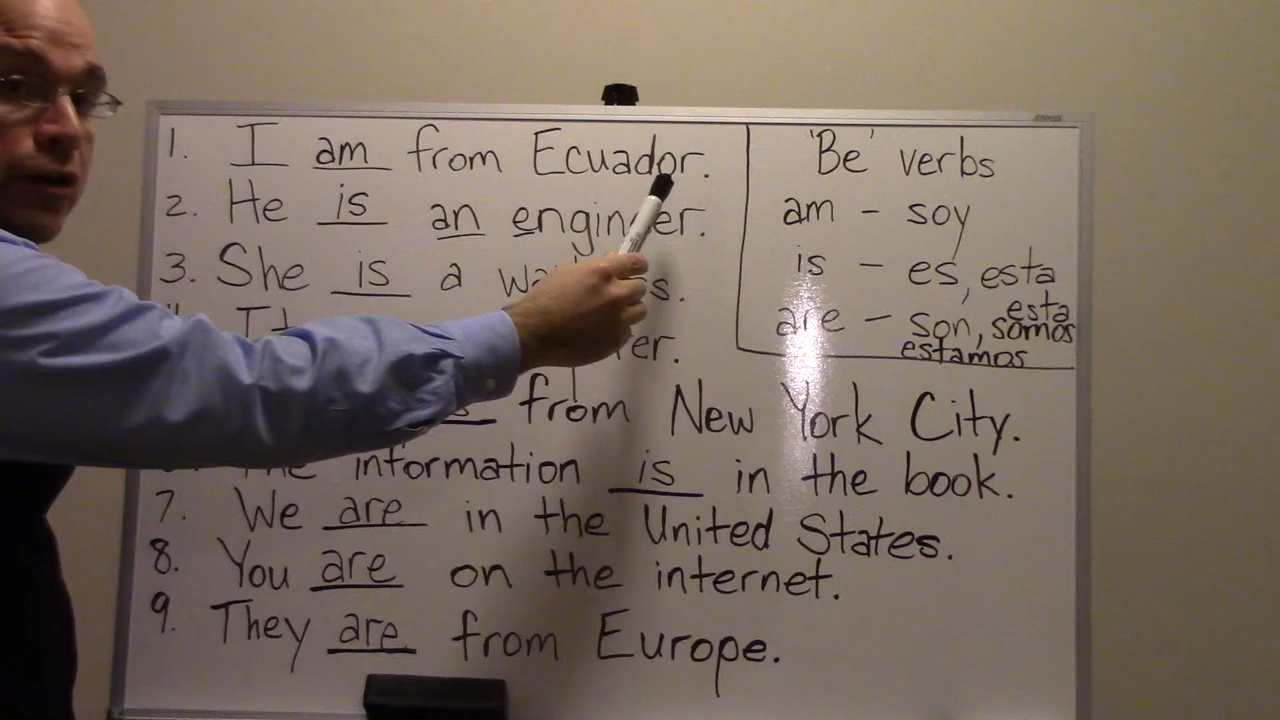 1. I am from Ecuador.
2. He is an engineer.
3. She is a
from New York City.
information is in the book.
7. We are in the United States.
8. You are on the internet.
9. They are from Europe.
'Be' verbs
am - soy
is - es, esta
esta
are - son, somos
estamos